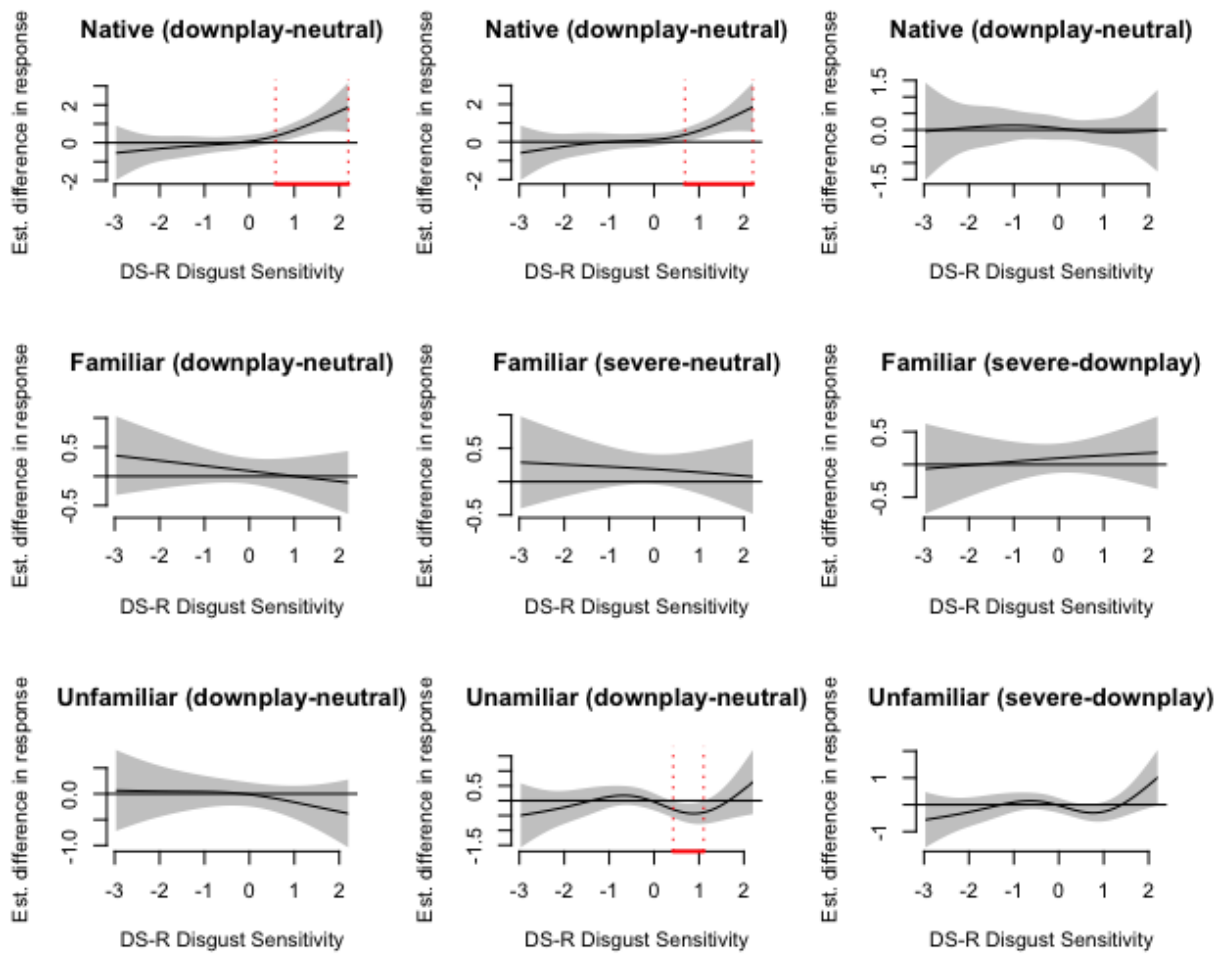 Native (downplay-neutral)
Est. difference in response
2
0
-2
-3 -2 -1 0 1 2
DS-R Disgust Sensitivity
Native (downplay-neutral)
Est. difference in response
2
0
-2
-3 -2 -1 0 1 2
DS-R Disgust Sensitivity
Native (downplay-neutral)
Est. difference in response
1.5
0.0
-1.5
-3 -2 -1 0 1 2
DS-R Disgust Sensitivity
Familiar (downplay-neutral)
Est. difference in response
0.5
-0.5
-3 -2 -1 0 1 2
DS-R Disgust Sensitivity
Familiar (severe-neutral)
Est. difference in response
0.5
-0.5
-3 -2 -1 0 1 2
DS-R Disgust Sensitivity
Familiar (severe-downplay)
Est. difference in response
0.5
-0.5
-3 -2 -1 0 1 2
DS-R Disgust Sensitivity
Unfamiliar (downplay-neutral)
Est. difference in response
0.0
-1.0
-3 -2 -1 0 1 2
DS-R Disgust Sensitivity
Unamiliar (downplay-neutral)
Est. difference in response
0.5
-1.5
-3 -2 -1 0 1 2
DS-R Disgust Sensitivity
Unfamiliar (severe-downplay)
Est. difference in response
1
-1
-3 -2 -1 0 1 2
DS-R Disgust Sensitivity